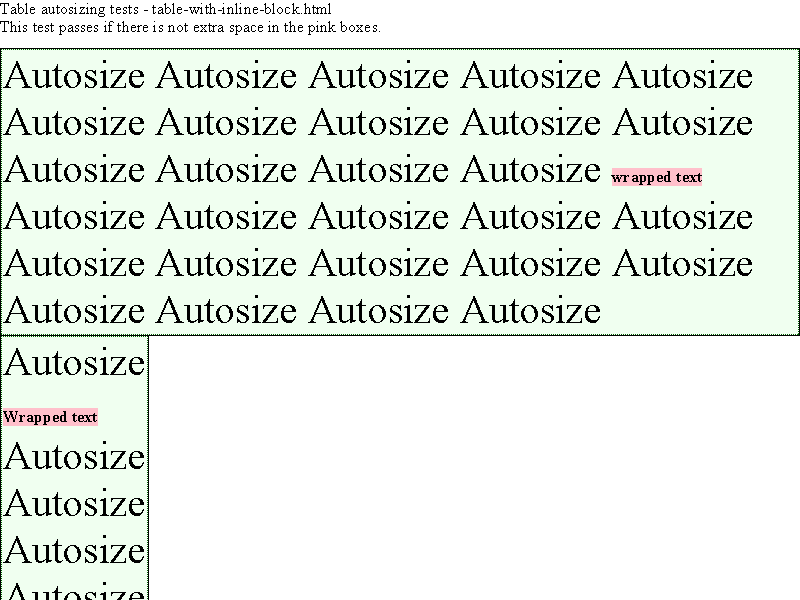 Table autosizing tests - table-with-inline-block.html
This test passes if there is not extra space in the pink boxes.
Autosize Autosize Autosize Autosize Autosize
Autosize Autosize Autosize Autosize Autosize
Autosize Autosize Autosize Autosize wrapped text
Autosize Autosize Autosize Autosize Autosize
Autosize Autosize Autosize Autosize Autosize
Autosize Autosize Autosize Autosize
Autosize
Wrapped text
Autosize
Autosize
Autosize
Autosize